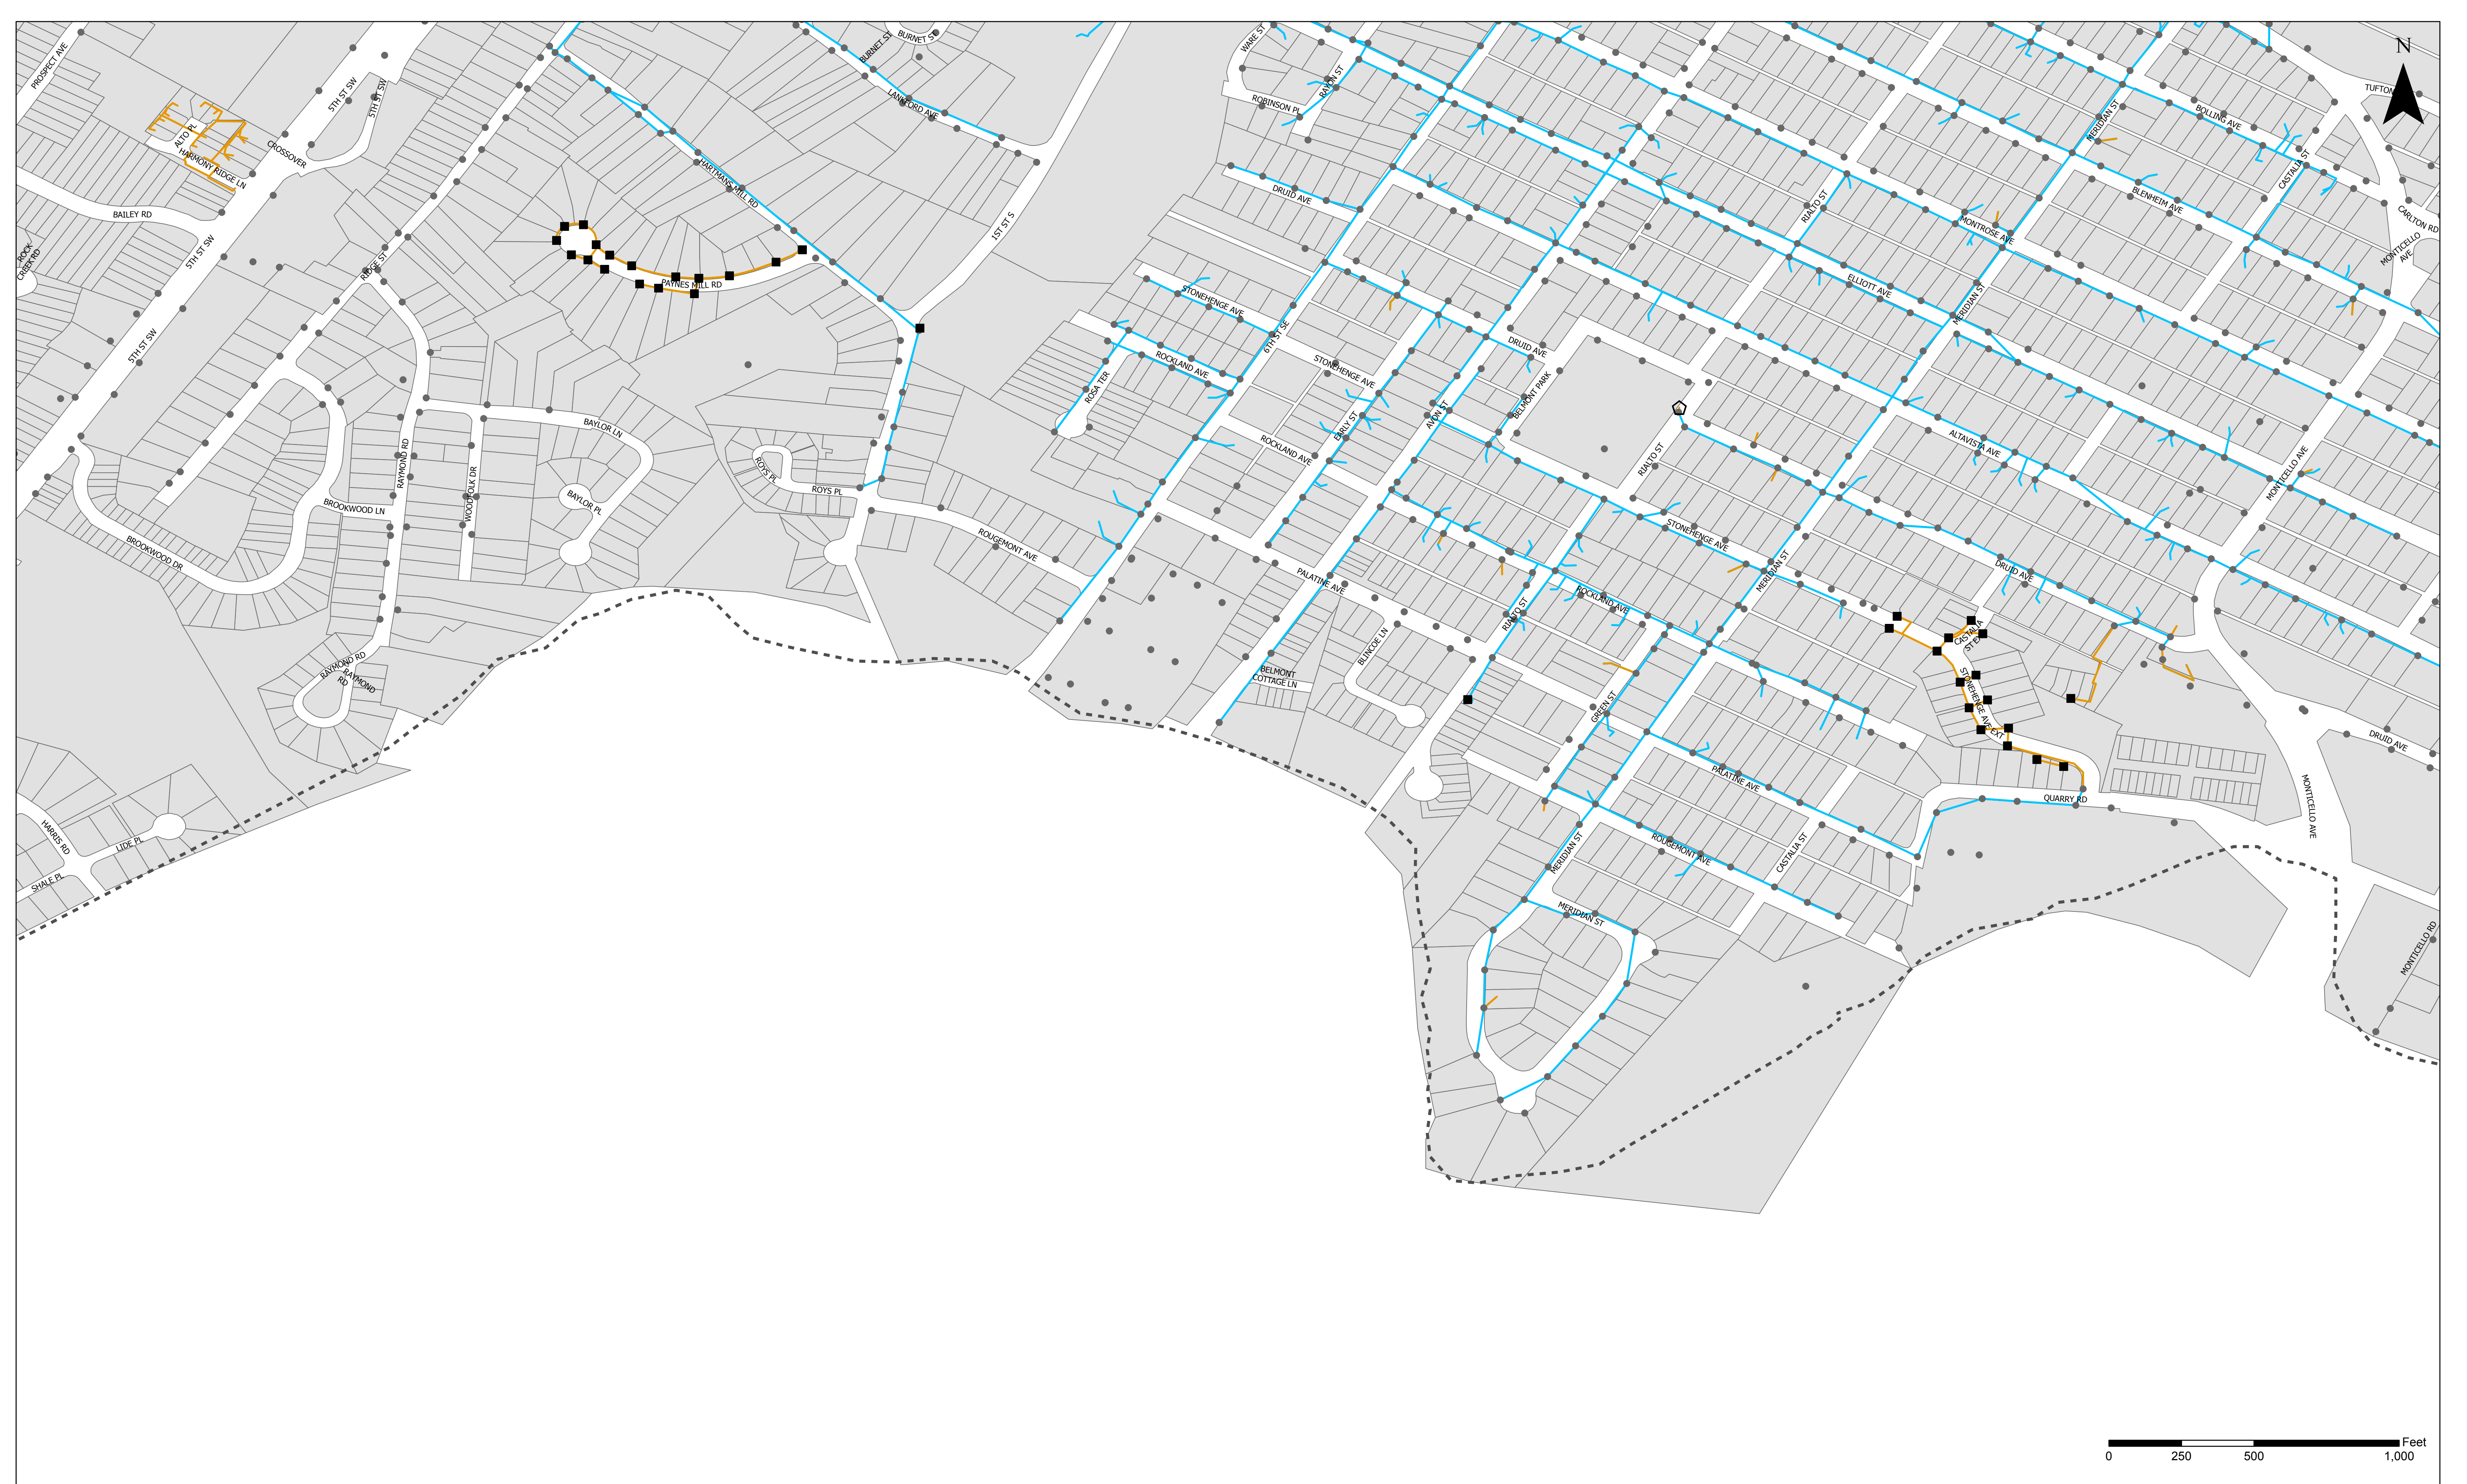 PROSPECT AVE
5TH ST SW
5TH ST SW
BURNET ST
BURNET ST
LANKFORD AVE
WARE ST
RAYON ST
ROBINSON PL
N
TUFTON
BOLLING AVE
MERIDIAN ST
CASTALIA ST
ALTO PL
HARMONY RIDGE LN
CROSSOVER
HARTMANS MILL RD
DRUID AVE
RIALTO ST
BLENHEIM AVE
CARLTON RD
MONTICELLO
AVE
BAILEY RD
5TH ST SW
ROCK
CREEK RD
RIDGE ST
1ST ST S
MONTROSE AVE
PAYNES MILL RD
STONEHENGE AVE
ELLIOTT AVE
MERIDIAN ST
5TH ST SW
6TH ST SE
ROCKLAND AVE
STONEHENGE AVE
DRUID AVE
ROSA TER
BELMONT PARK
EARLY ST
AVON ST
BAYLOR LN
RAYMOND RD
WOODFOLK DR
ROYS PL
ROYS PL
BAYLOR PL
ROCKLAND AVE
RIALTO ST
ALTAVISTA AVE
MONTICELLO AVE
BROOKWOOD LN
BROOKWOOD DR
ROUGEMONT AVE
STONEHENGE AVE
MERIDIAN ST
DRUID AVE
PALATINE AVE
ROCKLAND AVE
RIALTO ST
BLINCOE LN
CASTALIA
ST EXT
RAYMOND RD
RAYMOND
RD
BELMONT
COTTAGE LN
GREEN ST
STONEHENGE AVE EXT
DRUID AVE
PALATINE AVE
QUARRY RD
MONTICELLO AVE
HARRIS RD
LIDE PL
SHALE PL
MERIDIAN ST
ROUGEMONT AVE
CASTALIA ST
MERIDIAN ST
MONTICELLO RD
Feet
0 250 500 1,000